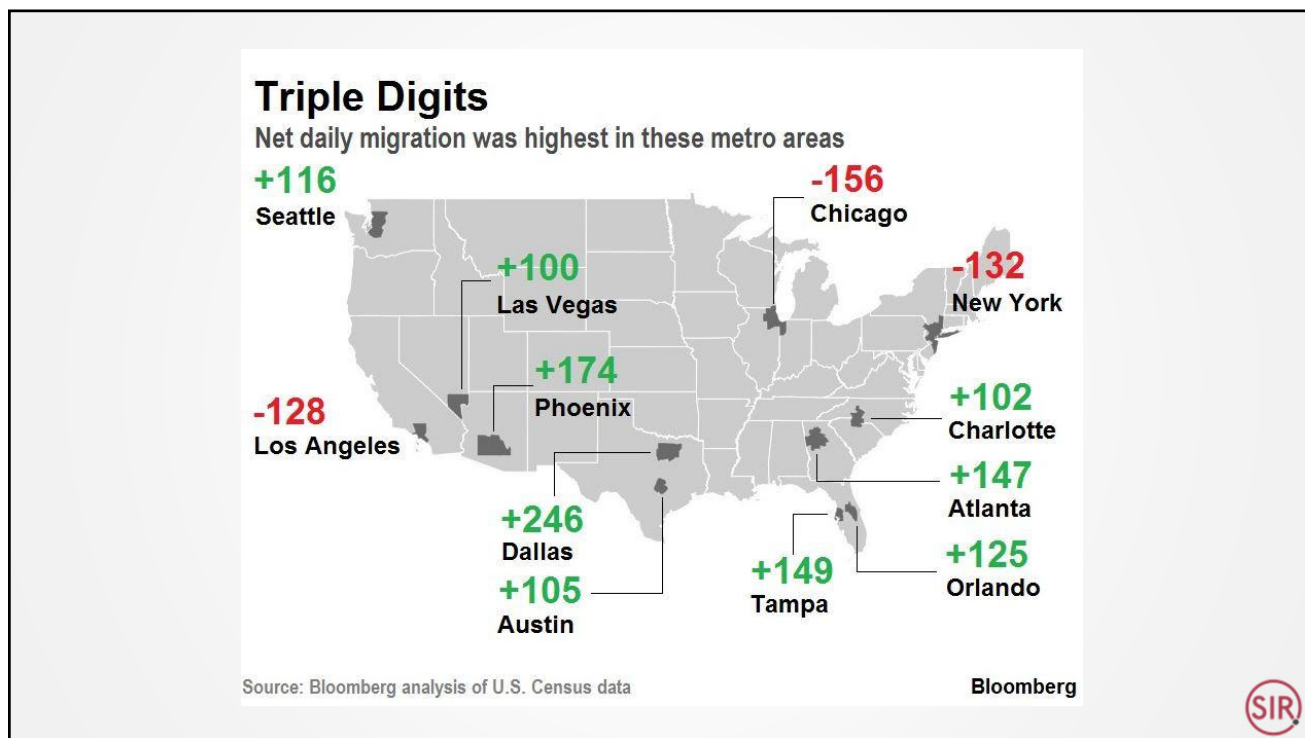 Triple Digits
Net daily migration was highest in these metro areas
+116
Seattle
-156
Chicago
+100
Las Vegas
-132
New York
+174
Phoenix
-128
Los Angeles
+102
Charlotte
+147
Atlanta
+246
Dallas
+149
Tampa
+125
Orlando
+105
Austin
Source: Bloomberg analysis of U.S. Census data
Bloomberg
SIR.